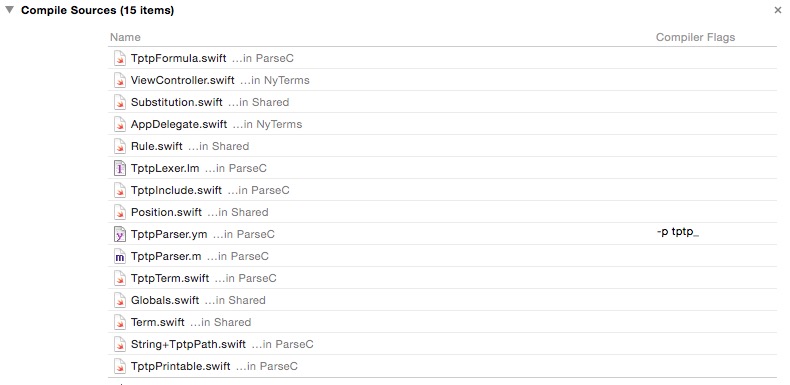 Compile Sources (15 items)
Name Compiler Flags
TptpFormula.swift ...in ParseC
ViewController.swift ...in NyTerms
Substitution.swift ...in Shared
AppDelegate.swift ...in NyTerms
Rule.swift ...in Shared
TptpLexer.lm ...in ParseC
TptpInclude.swift ...in ParseC
Position.swift ...in Shared
TptpParser.ym ...in ParseC -p tptp_
TptpParser.m ...in ParseC
TptpTerm.swift ...in ParseC
Globals.swift ...in Shared
Term.swift ...in Shared
String+TptpPath.swift ...in ParseC
TptpPrintable.swift ...in ParseC